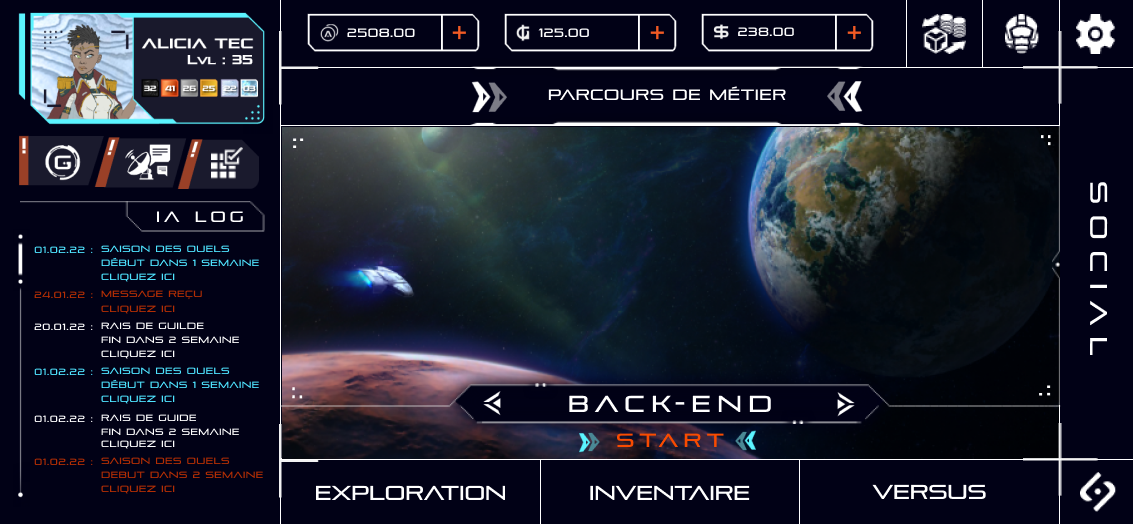 ALICIA TEC
LVL : 35
32 41 26 25 22 03
! ! !
G
IA LOG
01.02.22 : SAISON DES DUELS
DÉBUT DANS 1 SEMAINE
CLIQUEZ ICI
24.01.22 : MESSAGE REÇU
CLIQUEZ ICI
20.01.22 : RAIS DE GUILDE
FIN DANS 2 SEMAINE
CLIQUEZ ICI
01.02.22 : SAISON DES DUELS
DÉBUT DANS 1 SEMAINE
CLIQUEZ ICI
01.02.22 : RAIS DE GUIDE
FIN DANS 2 SEMAINE
CLIQUEZ ICI
01.02.22 : SAISON DES DUELS
DEBUT DANS 2 SEMAINE
CLIQUEZ ICI
2508.00 +
125.00 +
$ 238.00 +
PARCOURS DE MÉTIER
BACK-END
START
EXPLORATION
INVENTAIRE
VERSUS
SOCIAL